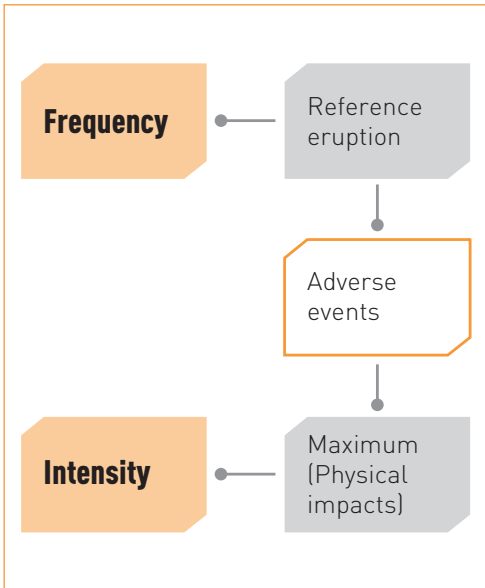 Frequency
Reference
eruption
Adverse
events
Intensity
Maximum
(Physical
impacts)